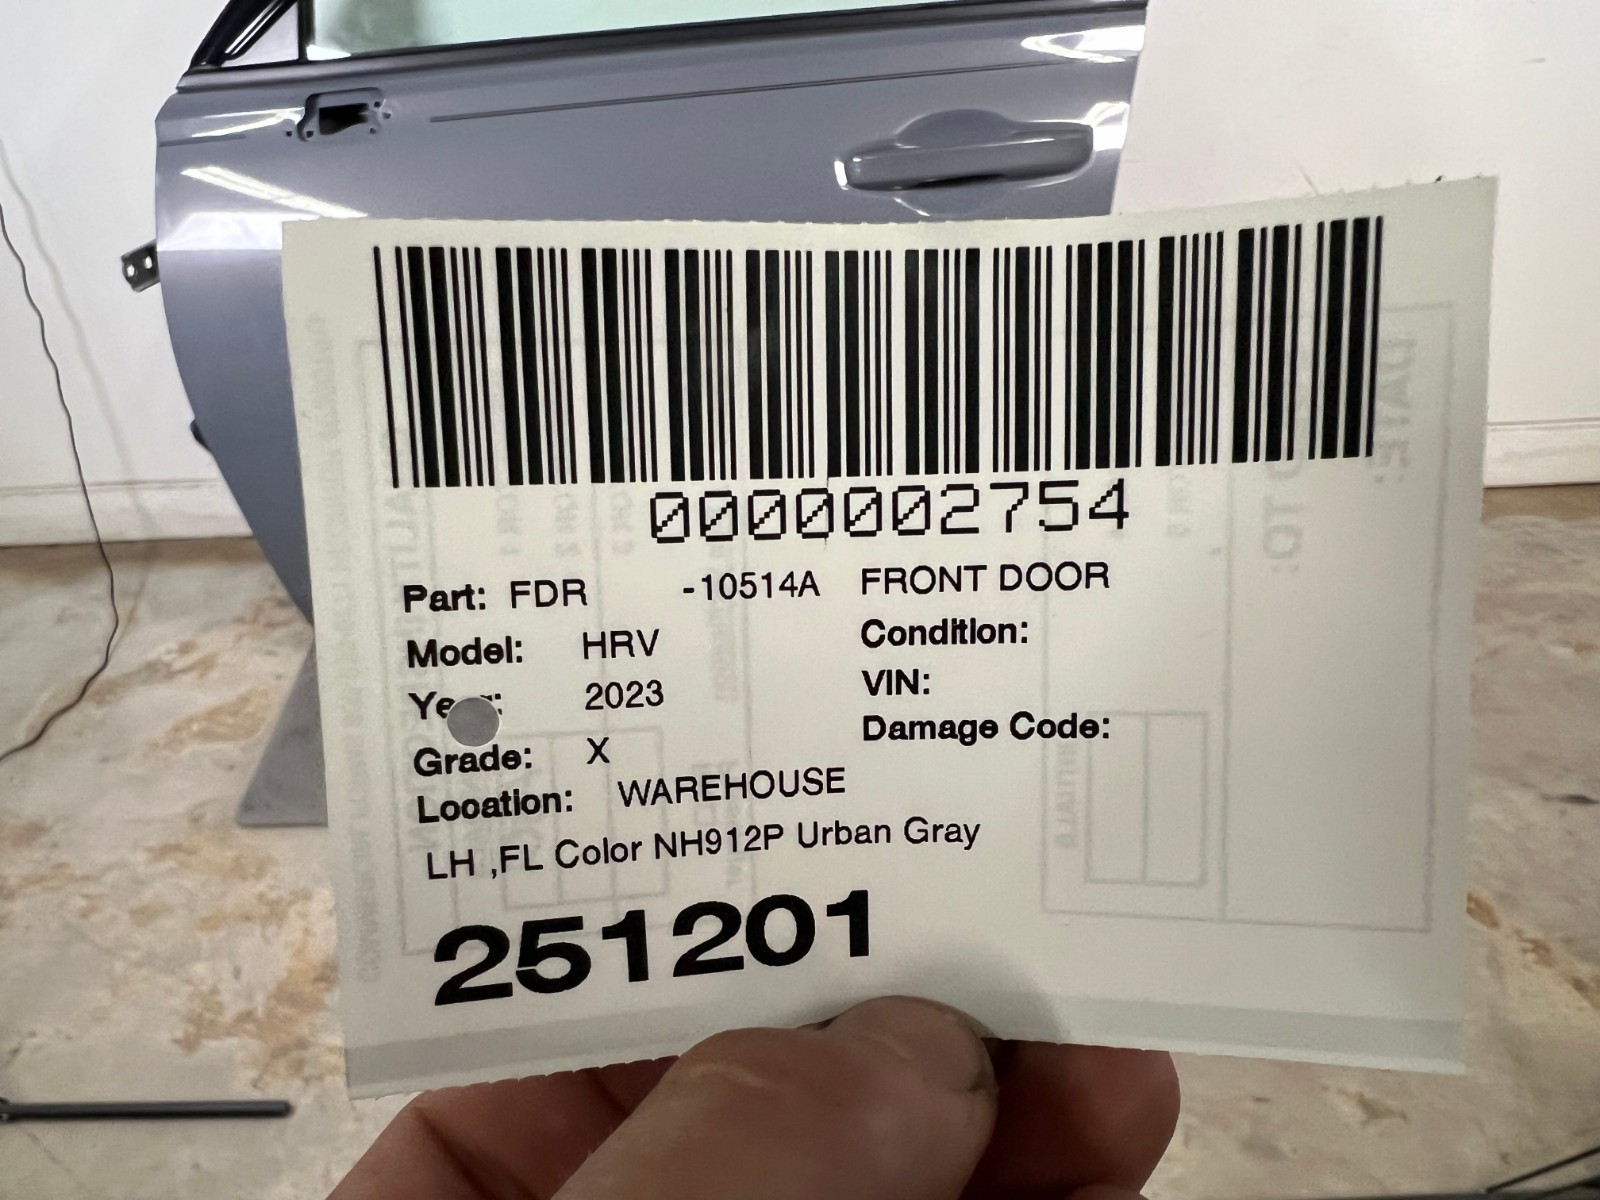 0000002754
Part: FDR -10514A FRONT DOOR
Model: HRV Condition:
Year: 2023 VIN:
Grade: X Damage Code:
Location: WAREHOUSE
LH ,FL Color NH912P Urban Gray
251201